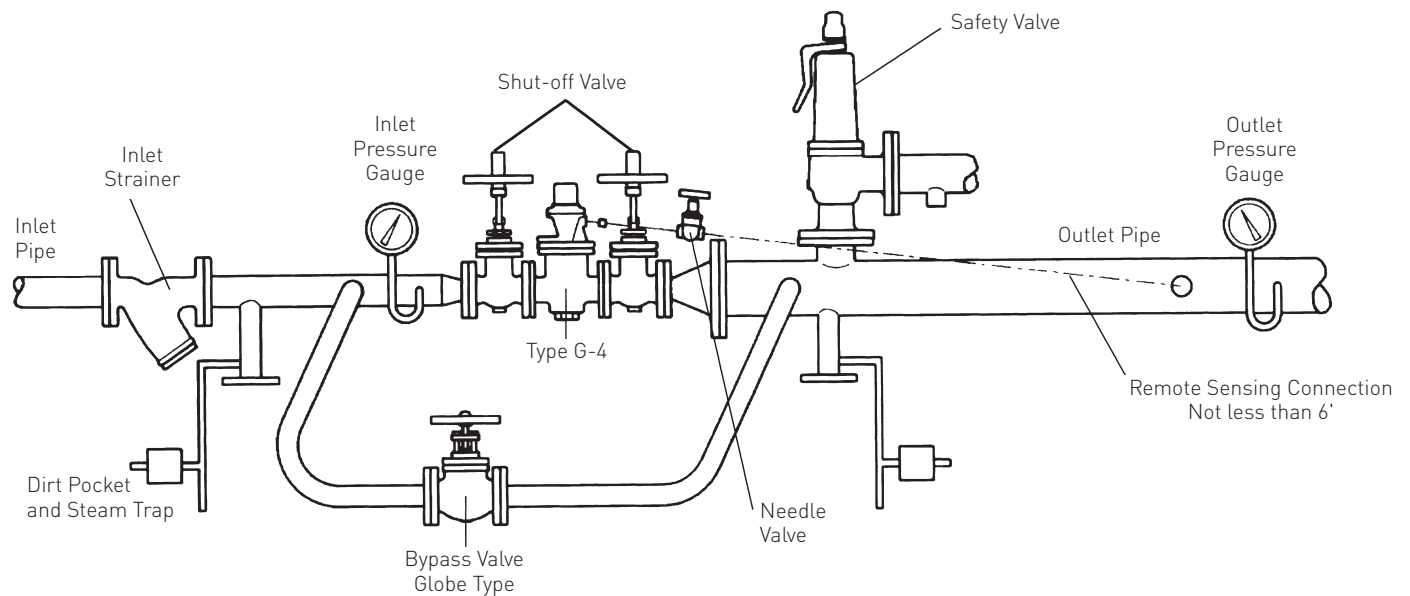 Safety Valve
Shut-off Valve
Inlet
Pressure
Gauge
Outlet
Pressure
Gauge
Inlet
Strainer
Inlet
Pipe
Outlet Pipe
Type G-4
Remote Sensing Connection
Not less than 6'
Dirt Pocket
and Steam Trap
Needle
Valve
Bypass Valve
Globe Type